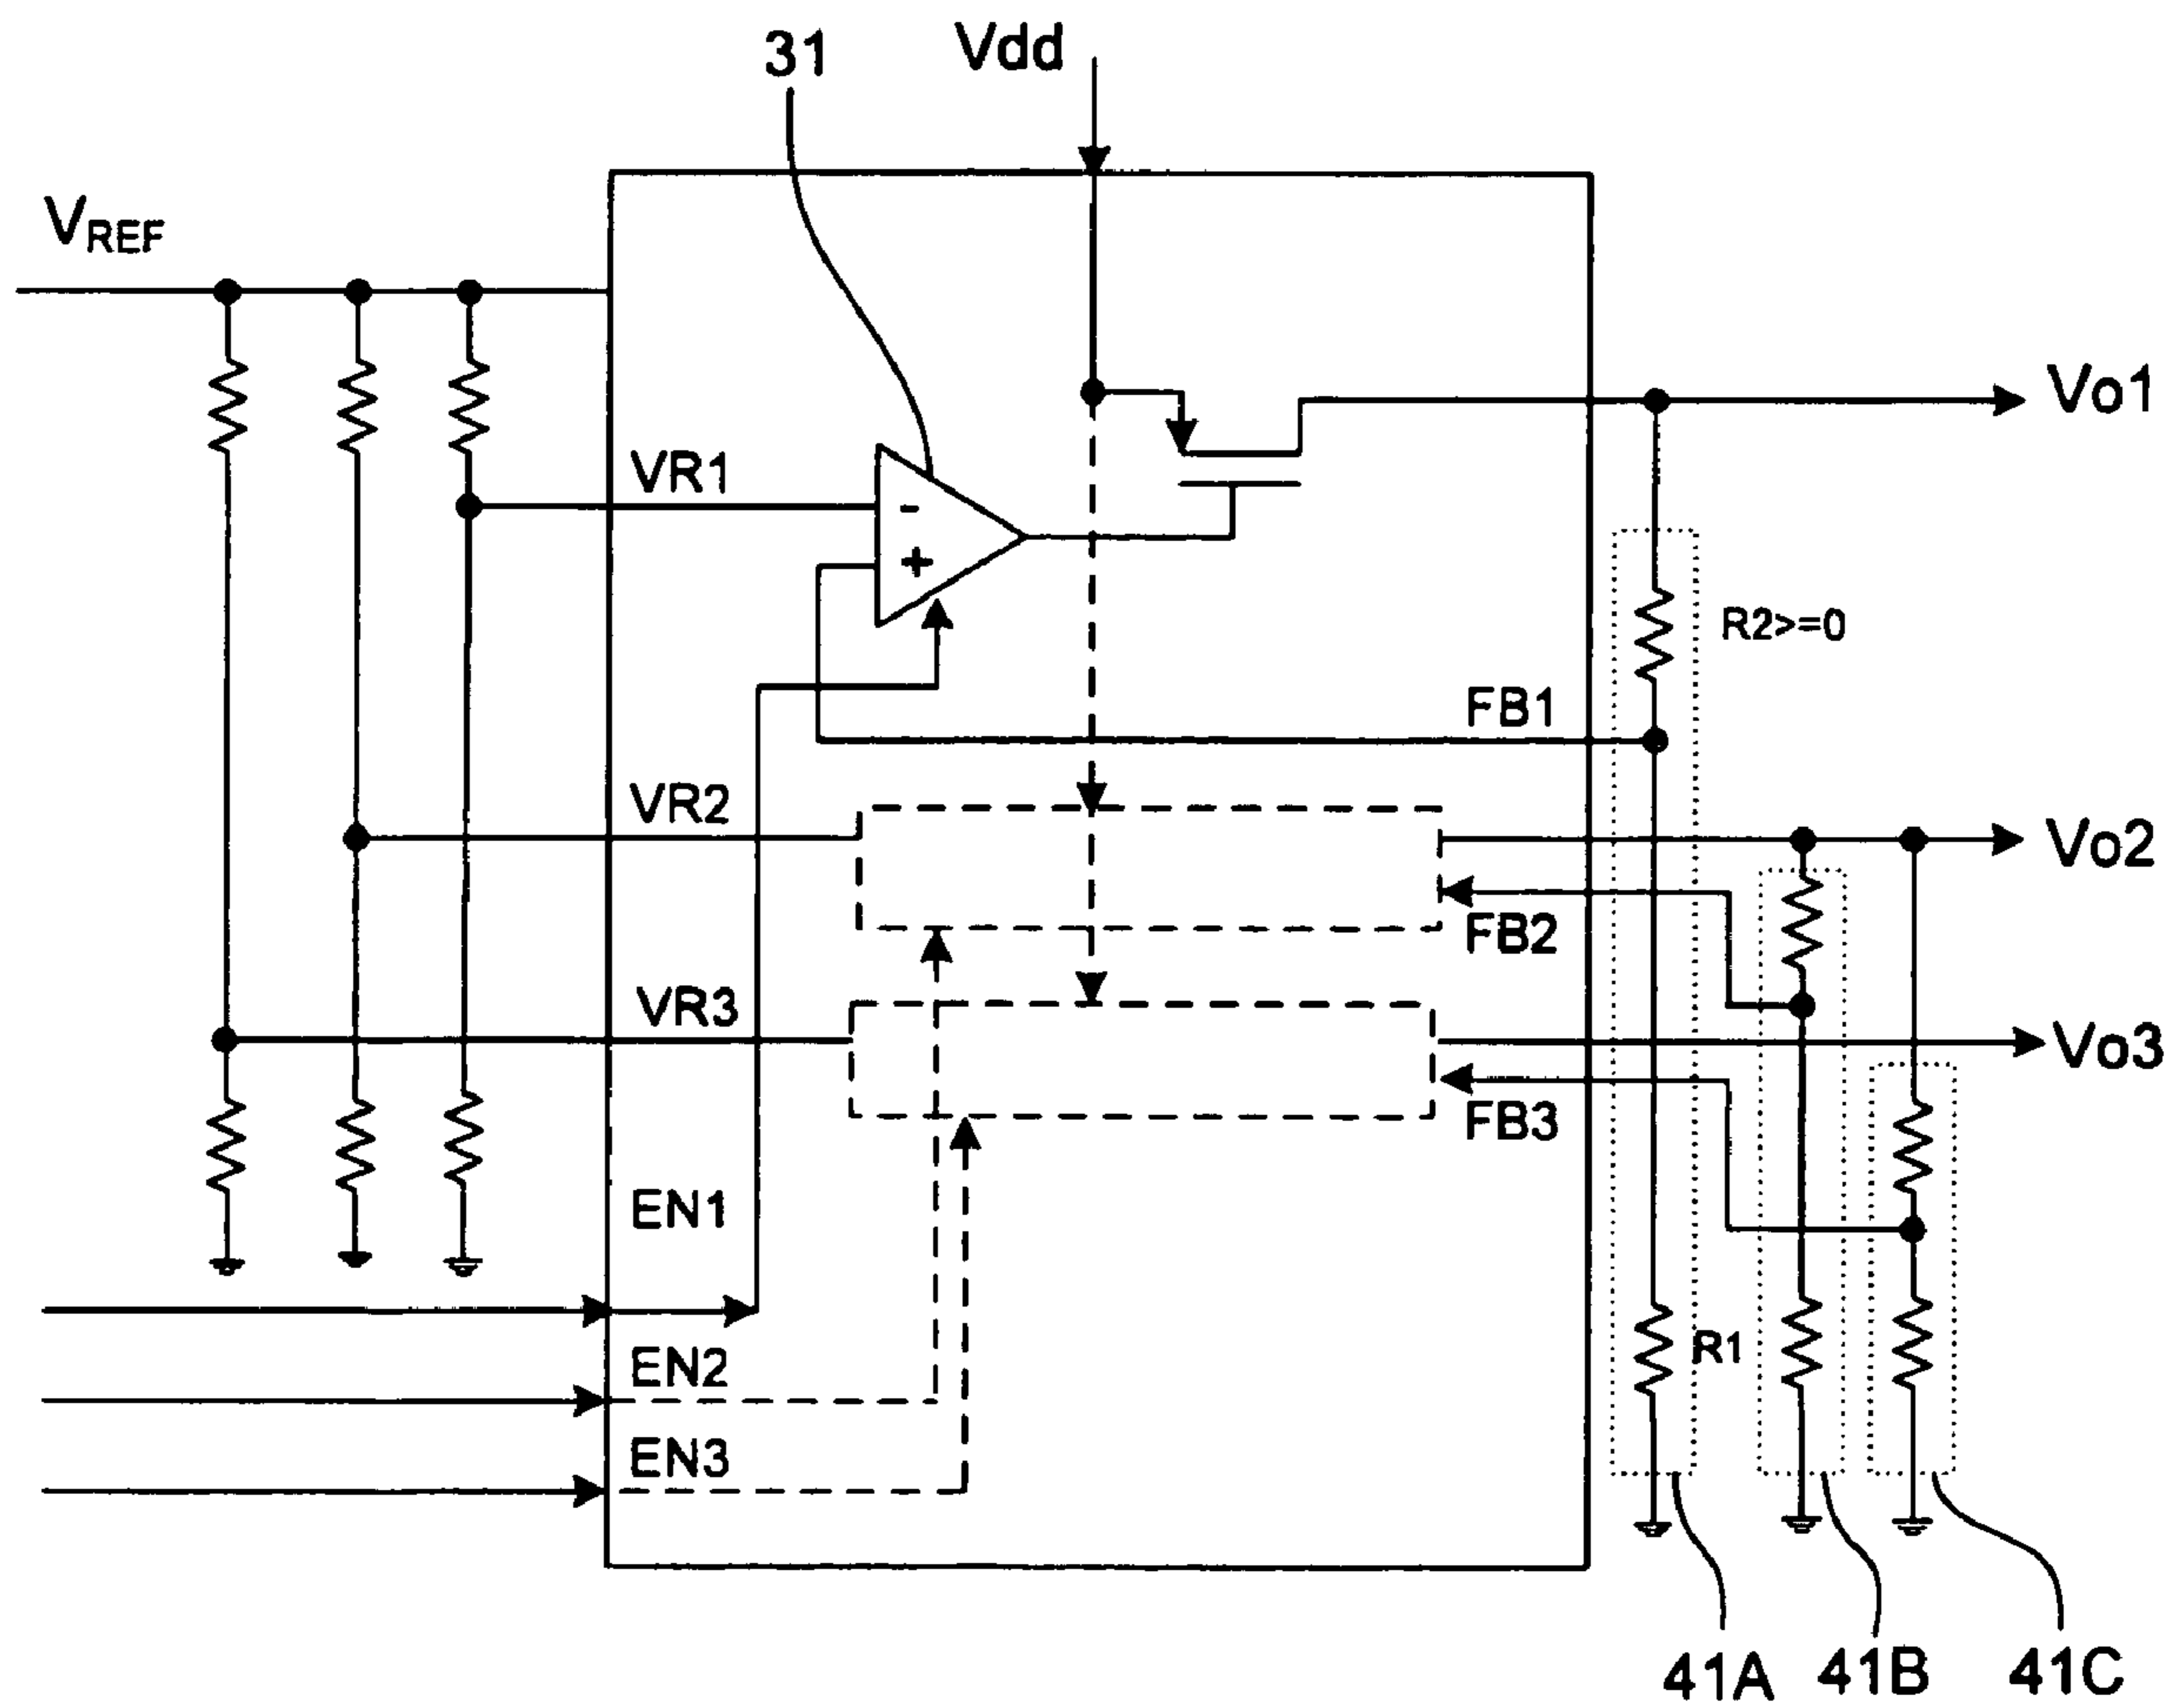 31
Vdd
VREF
Vo1
VR1
-
+
R2>=0
FB1
VR2
Vo2
FB2
VR3
Vo3
FB3
EN1
R1
EN2
EN3
41A
41B
41C